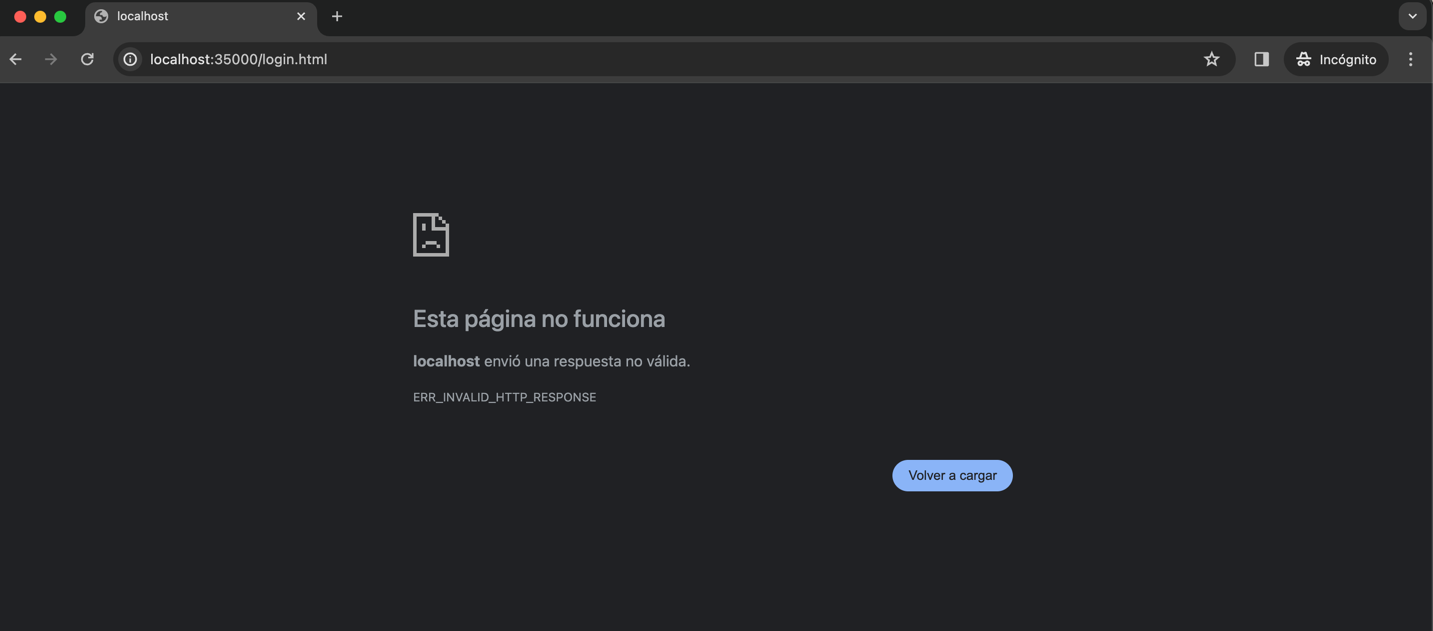 localhost
localhost:35000/login.html
Incógnito
Esta página no funciona
localhost envió una respuesta no válida.
ERR_INVALID_HTTP_RESPONSE
Volver a cargar